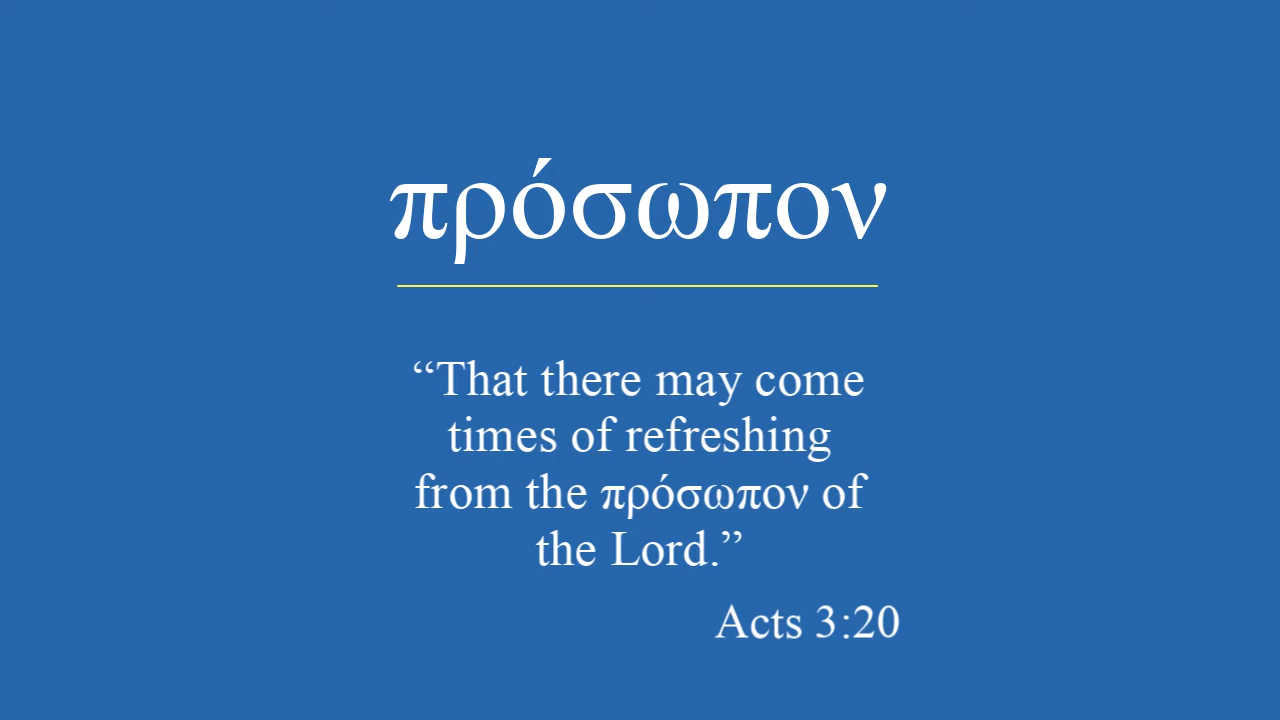 πρόσωπον
“That there may come
times of refreshing
from the πρόσωπον of
the Lord.”
Acts 3:20